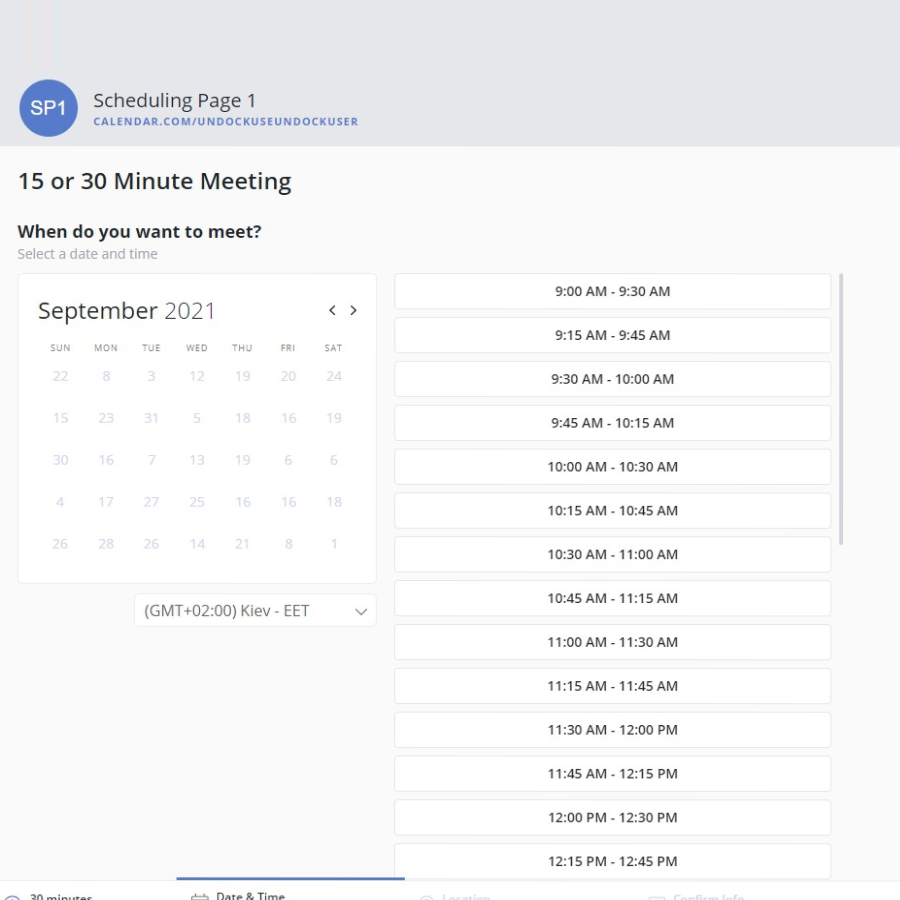 SP1
Scheduling Page 1
CALENDAR.COM/UNDOCKUSEUNDOCKUSER
15 or 30 Minute Meeting
When do you want to meet?
Select a date and time
September 2021
SUN MON TUE WED THU FRI SAT
22 8 3 12 19 20 24
15 23 31 5 18 16 19
30 16 7 13 19 6 6
4 17 27 25 16 16 18
26 28 26 14 21 8 1
(GMT+02:00) Kiev - EET
9:00 AM - 9:30 AM
9:15 AM - 9:45 AM
9:30 AM - 10:00 AM
9:45 AM - 10:15 AM
10:00 AM - 10:30 AM
10:15 AM - 10:45 AM
10:30 AM - 11:00 AM
10:45 AM - 11:15 AM
11:00 AM - 11:30 AM
11:15 AM - 11:45 AM
11:30 AM - 12:00 PM
11:45 AM - 12:15 PM
12:00 PM - 12:30 PM
12:15 PM - 12:45 PM
30 minutes Date & Time Location Confirm Info